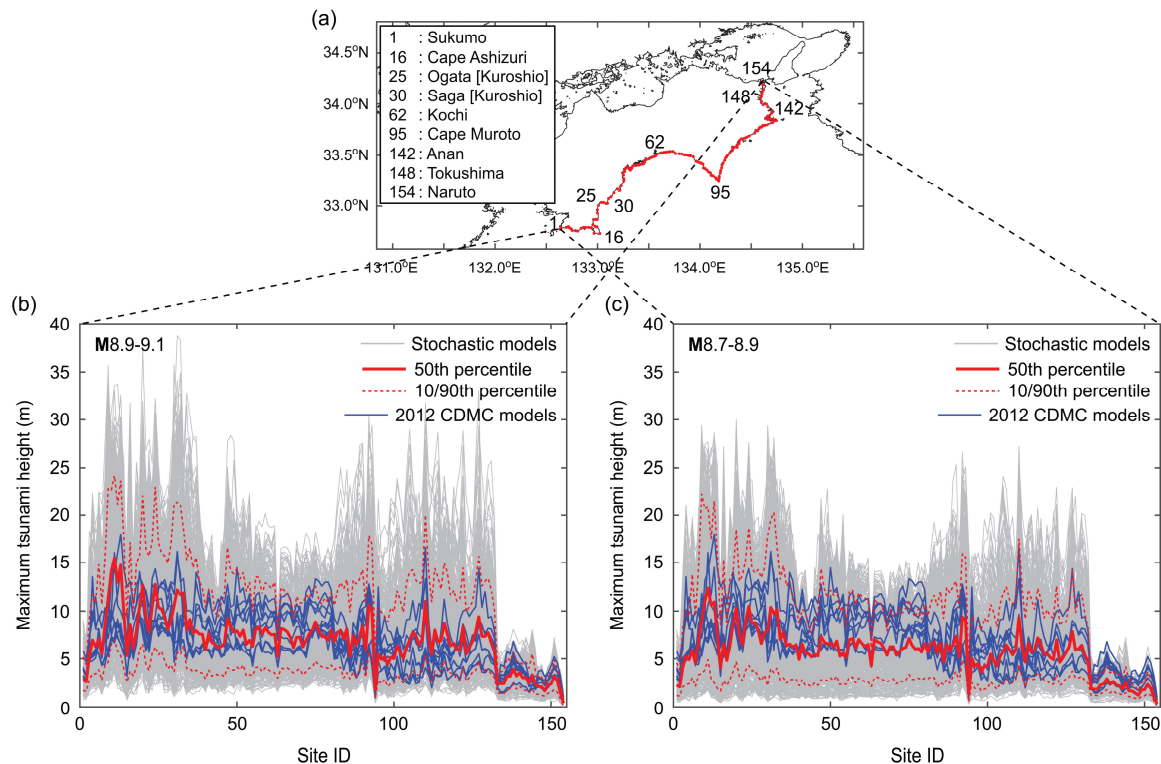 (a)
1 : Sukumo
16 : Cape Ashizuri
25 : Ogata [Kuroshio]
30 : Saga [Kuroshio]
62 : Kochi
95 : Cape Muroto
142 : Anan
148 : Tokushima
154 : Naruto
34.5°N
34.0°N
33.5°N
33.0°N
154
148
142
62
95
25
30
1
16
131.0°E
132.0°E
133.0°E
134.0°E
135.0°E
(b)
M8.9-9.1
Stochastic models
50th percentile
10/90th percentile
2012 CDMC models
Maximum tsunami height (m)
40
35
30
25
20
15
10
5
0
0
50
100
150
Site ID
(c)
M8.7-8.9
Stochastic models
50th percentile
10/90th percentile
2012 CDMC models
Maximum tsunami height (m)
40
35
30
25
20
15
10
5
0
0
50
100
150
Site ID